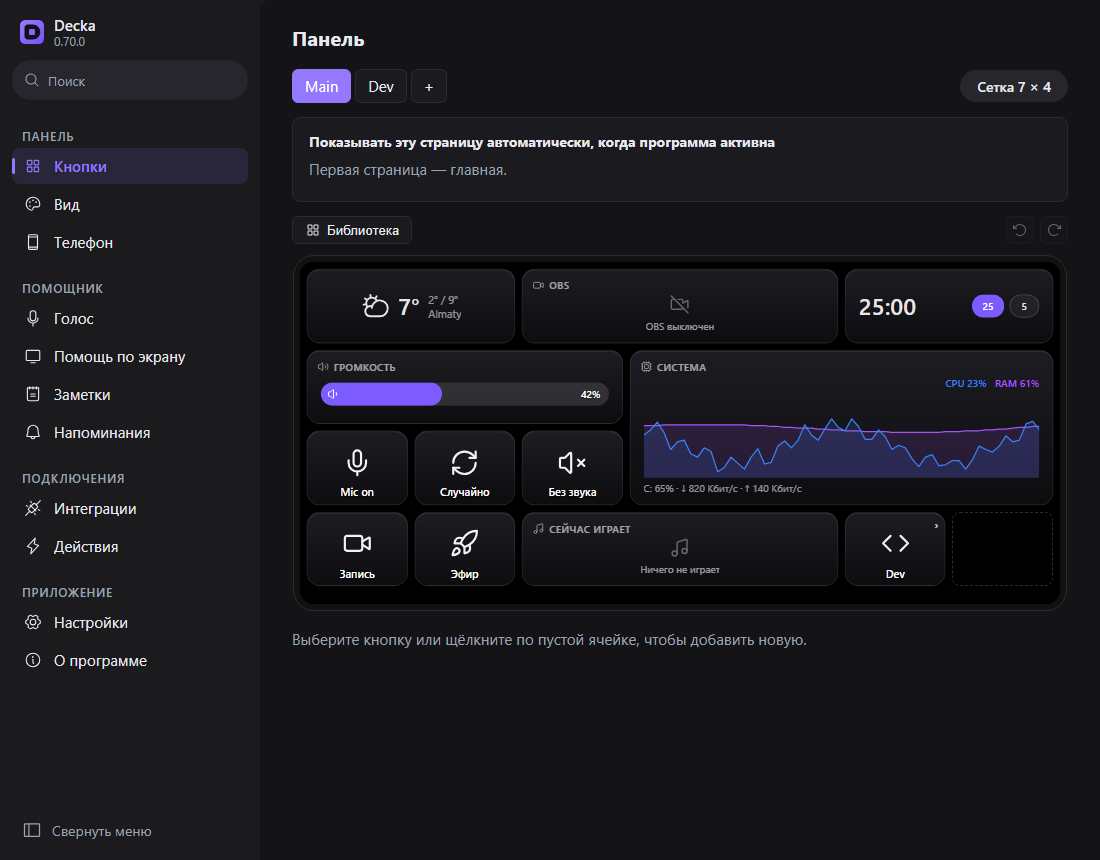 Decka
0.70.0
Поиск
ПАНЕЛЬ
Кнопки
Вид
Телефон
ПОМОЩНИК
Голос
Помощь по экрану
Заметки
Напоминания
ПОДКЛЮЧЕНИЯ
Интеграции
Действия
ПРИЛОЖЕНИЕ
Настройки
О программе
Свернуть меню
Панель
Main Dev +
Сетка 7 × 4
Показывать эту страницу автоматически, когда программа активна
Первая страница — главная.
Библиотека
7° 2° / 9°
Almaty
OBS
OBS выключен
25:00 25 5
ГРОМКОСТЬ
42%
СИСТЕМА
CPU 23% RAM 61%
C: 65% · ↓ 820 Кбит/с · ↑ 140 Кбит/с
Mic on
Случайно
Без звука
Запись
Эфир
СЕЙЧАС ИГРАЕТ
Ничего не играет
Dev
Выберите кнопку или щёлкните по пустой ячейке, чтобы добавить новую.